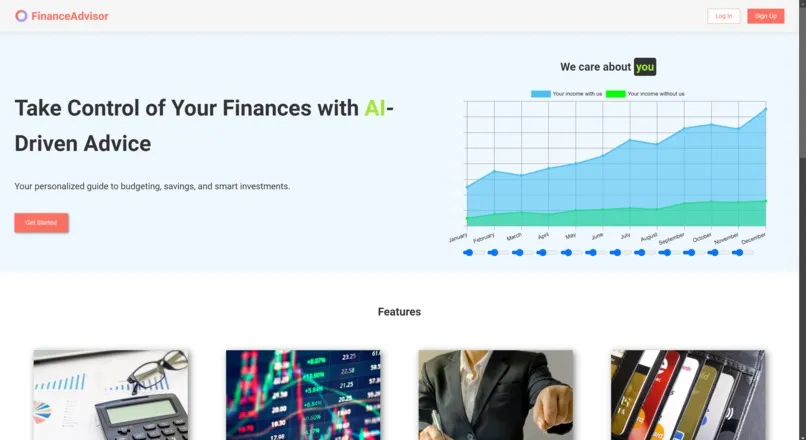 FinanceAdvisor
Log In
Sign Up
We care about you
Your income with us
Your income without us
Take Control of Your Finances with AI-
Driven Advice
Your personalized guide to budgeting, savings, and smart investments.
Get Started
January
February
March
April
May
June
July
August
September
October
November
December
Features